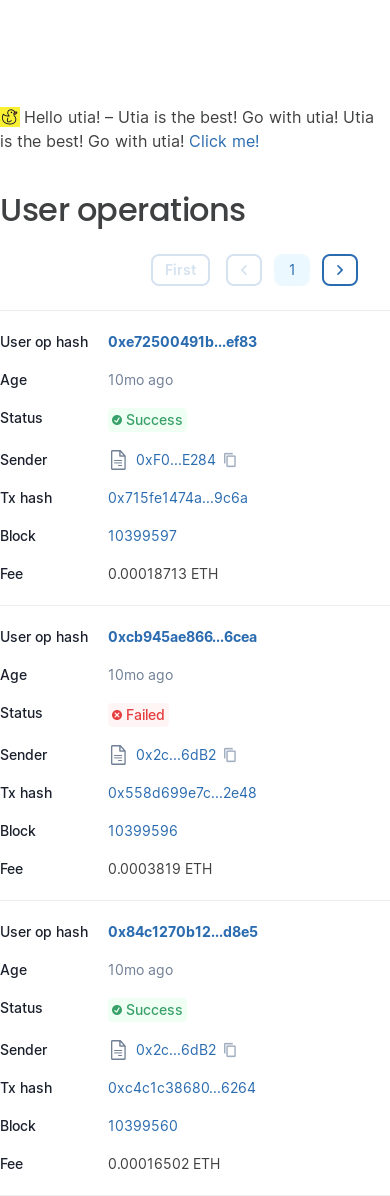 Hello utia! – Utia is the best! Go with utia! Utia
is the best! Go with utia! Click me!
User operations
First
1
User op hash 0xe72500491b...ef83
Age 10mo ago
Status Success
Sender 0xF0...E284
Tx hash 0x715fe1474a...9c6a
Block 10399597
Fee 0.00018713 ETH
User op hash 0xcb945ae866...6cea
Age 10mo ago
Status Failed
Sender 0x2c...6dB2
Tx hash 0x558d699e7c...2e48
Block 10399596
Fee 0.0003819 ETH
User op hash 0x84c1270b12...d8e5
Age 10mo ago
Status Success
Sender 0x2c...6dB2
Tx hash 0xc4c1c38680...6264
Block 10399560
Fee 0.00016502 ETH